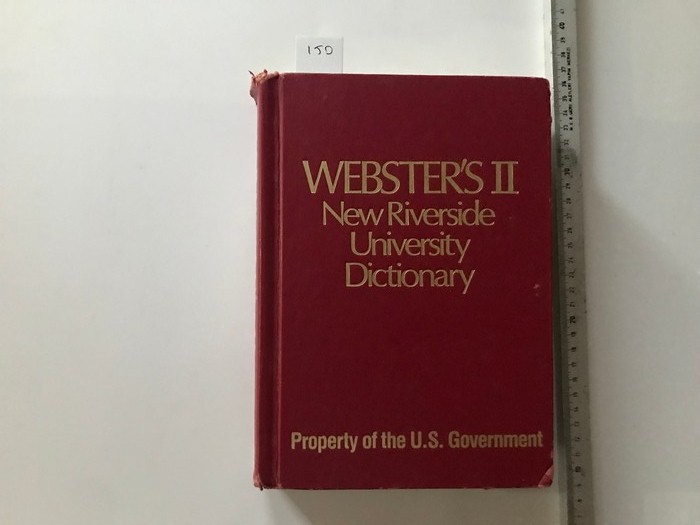 150
WEBSTER'S II
New Riverside
University
Dictionary
Property of the U.S. Government